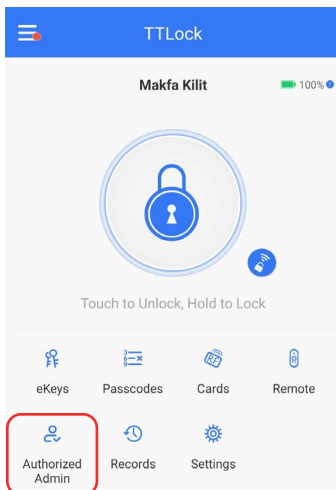 TTLock
Makfa Kilit
100%
Touch to Unlock, Hold to Lock
eKeys Passcodes Cards Remote
Authorized Records Settings
Admin